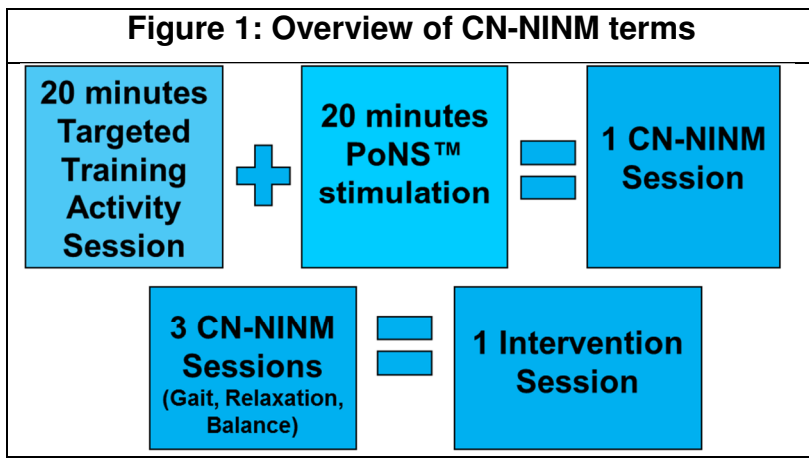 Figure 1: Overview of CN-NINM terms
20 minutes
Targeted
Training
Activity
Session
+
20 minutes
PoNS™
stimulation
=
1 CN-NINM
Session
3 CN-NINM
Sessions
(Gait, Relaxation,
Balance)
=
1 Intervention
Session